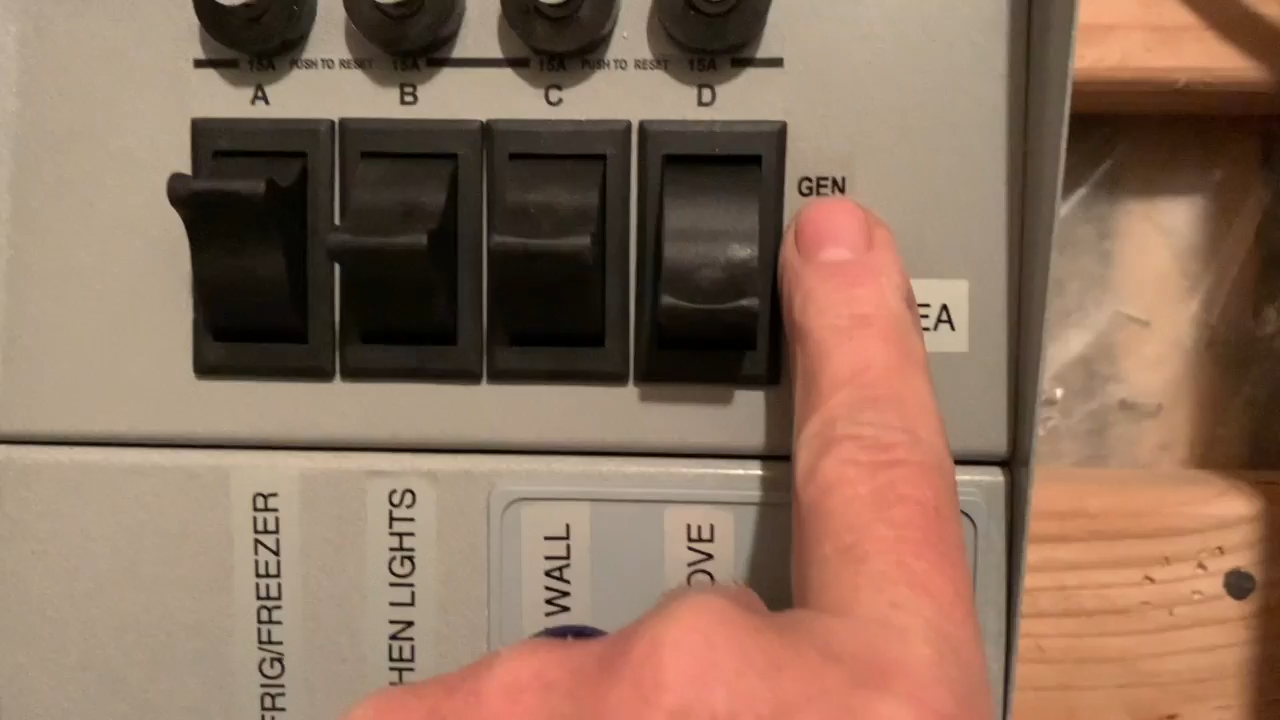 15A PUSH TO RESET 15A 15A PUSH TO RESET 15A
A B C D
GEN
EA
FRIG/FREEZER
HEN LIGHTS
WALL
OVE